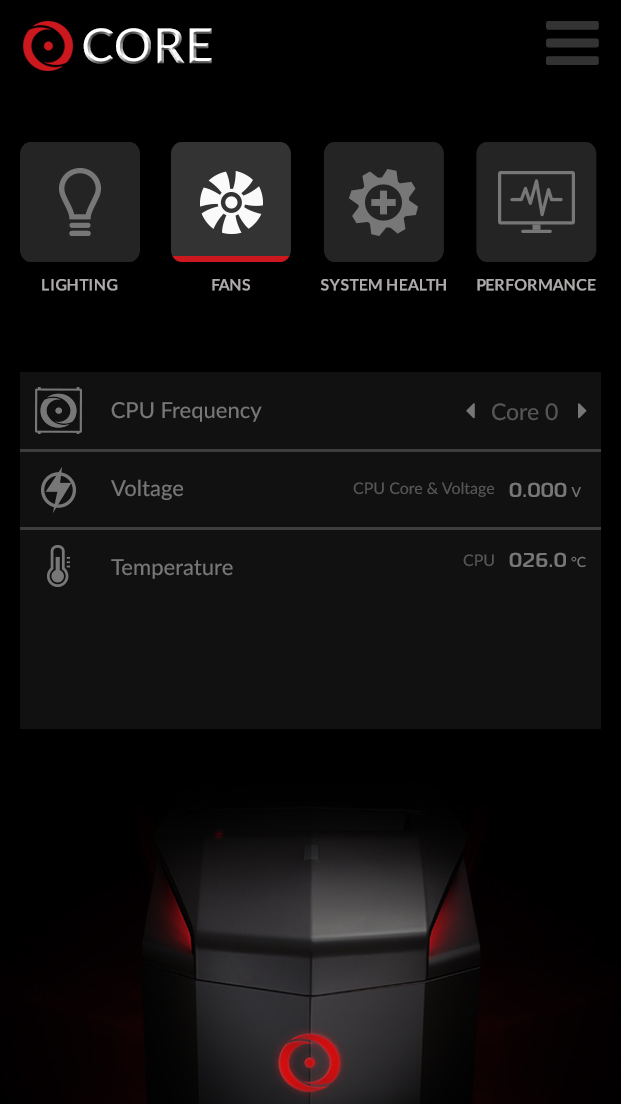 CORE
LIGHTING
FANS
SYSTEM HEALTH
PERFORMANCE
CPU Frequency
Core 0
Voltage
CPU Core & Voltage
0.000 V
Temperature
CPU
026.0 °C